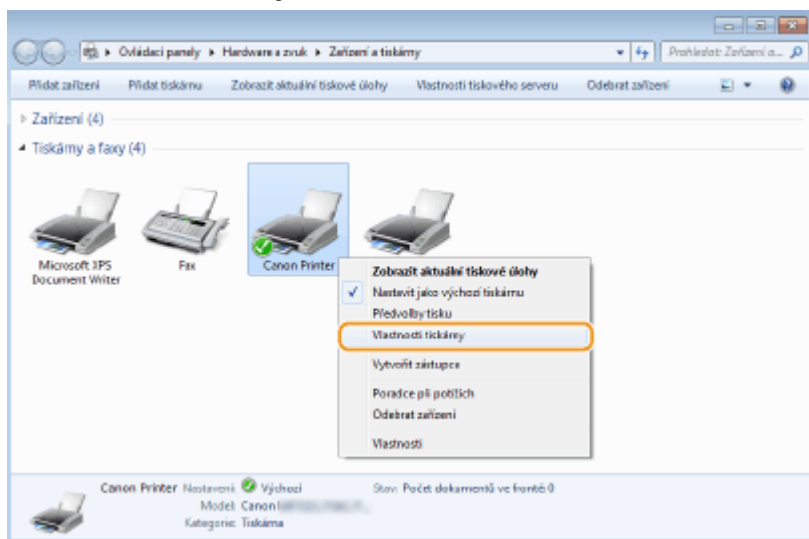 Ovládací panely ▸ Hardware a zvuk ▸ Zařízení a tiskárny
Prohledat: Zařízení a...
Přidat zařízení Přidat tiskárnu Zobrazit aktuální tiskové úlohy Vlastnosti tiskového serveru Odebrat zařízení
Zařízení (4)
Tiskárny a faxy (4)
Microsoft XPS
Document Writer
Fax
Canon Printer
Zobrazit aktuální tiskové úlohy
Nastavit jako výchozí tiskárnu
Předvolby tisku
Vlastnosti tiskárny
Vytvořit zástupce
Poradce při potížích
Odebrat zařízení
Vlastnosti
Canon Printer Nastavení: Výchozí Stav: Počet dokumentů ve frontě: 0
Model: Canon
Kategorie: Tiskárna